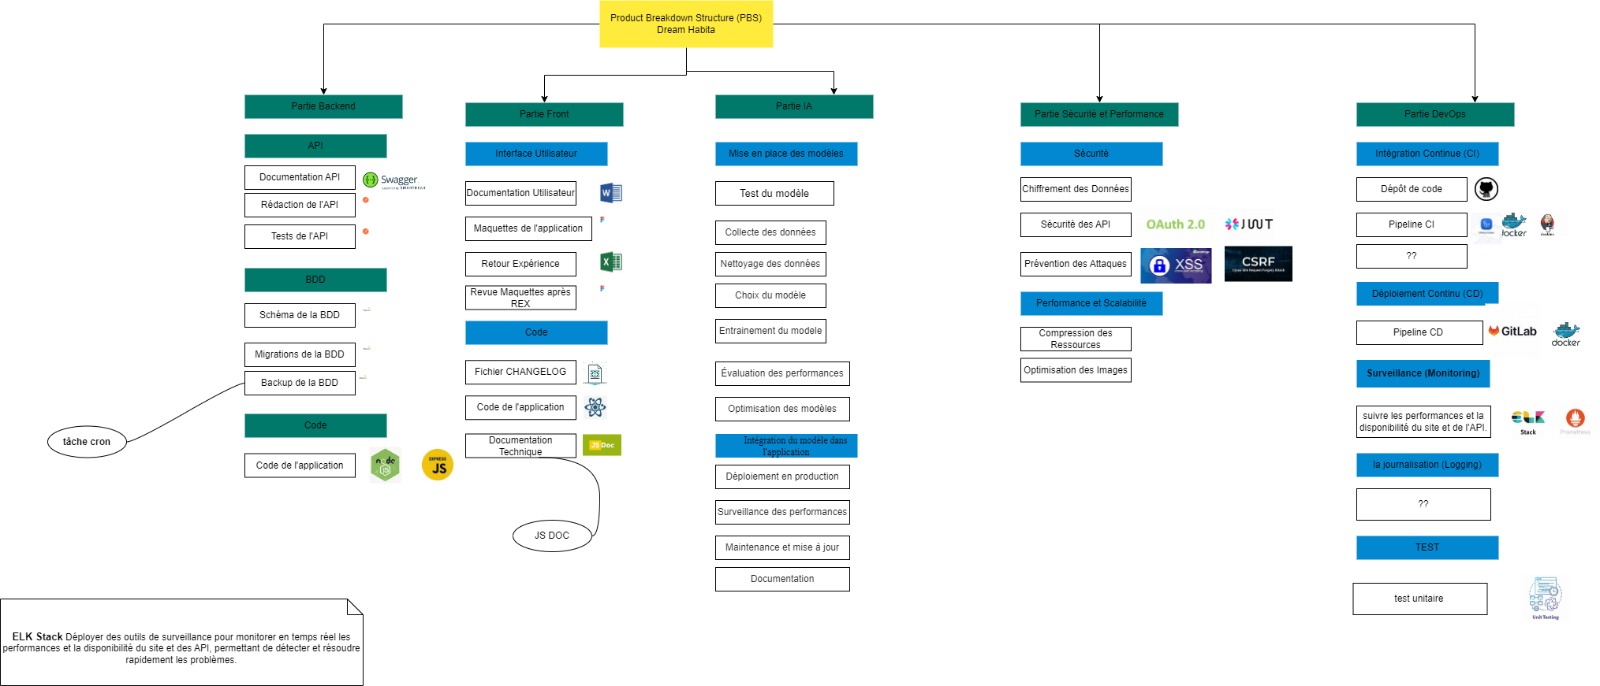 Product Breakdown Structure (PBS)
Dream Habita
Partie Backend
API
Documentation API
Swagger
Rédaction de l'API
Tests de l'API
BDD
Schèma de la BDD
Migrations de la BDD
Backup de la BDD
tâche cron
Code
Code de l'application
node
JS
EXPRESS
JS
Partie Front
Interface Utilisateur
Documentation Utilisateur
W
Maquettes de l'application
Retour Expérience
X
Revue Maquettes après
REX
Code
Fichier CHANGELOG
Code de l'application
Documentation
Technique
JS Doc
JS DOC
Partie IA
Mise en place des modèles
Test du modèle
Collecte des données
Nettoyage des données
Choix du modèle
Entrainement du modele
Évaluation des performances
Optimisation des modèles
Intégration du modèle dans
l'application
Déploiement en production
Surveillance des performances
Maintenance et mise à jour
Documentation
Partie Sécurité et Performance
Sécurité
Chiffrement des Données
Sécurité des API
OAuth 2.0
JWT
Prévention des Attaques
XSS
CSRF
Performance et Scalabilité
Compression des
Ressources
Optimisation des Images
Partie DevOps
Intégration Continue (CI)
Dépôt de code
Pipeline CI
docker
??
Déploiement Continu (CD)
Pipeline CD
GitLab
docker
Surveillance (Monitoring)
suivre les performances et la
disponibilité du site et de l'API.
ELK
Stack
Prometheus
la journalisation (Logging)
??
TEST
test unitaire
Unit Testing
ELK Stack Déployer des outils de surveillance pour monitorer en temps réel les
performances et la disponibilité du site et des API, permettant de détecter et résoudre
rapidement les problèmes.